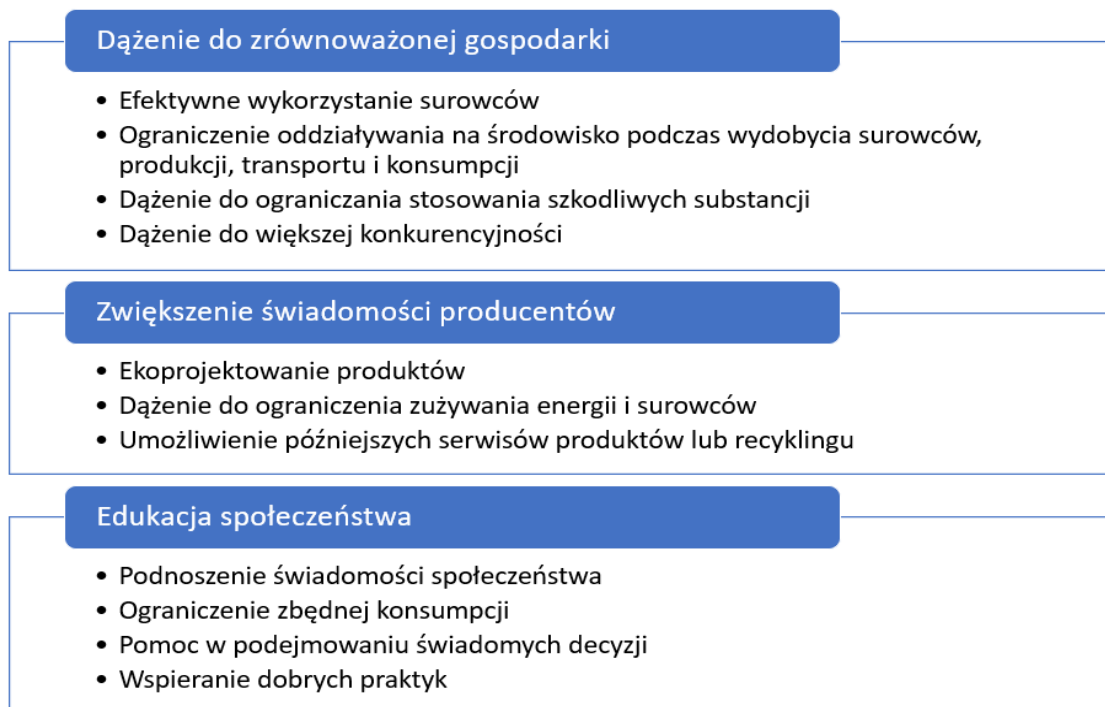 Dążenie do zrównoważonej gospodarki
• Efektywne wykorzystanie surowców
• Ograniczenie oddziaływania na środowisko podczas wydobycia surowców,
produkcji, transportu i konsumpcji
• Dążenie do ograniczania stosowania szkodliwych substancji
• Dążenie do większej konkurencyjności
Zwiększenie świadomości producentów
• Ekoprojektowanie produktów
• Dążenie do ograniczenia zużywania energii i surowców
• Umożliwienie późniejszych serwisów produktów lub recyklingu
Edukacja społeczeństwa
• Podnoszenie świadomości społeczeństwa
• Ograniczenie zbędnej konsumpcji
• Pomoc w podejmowaniu świadomych decyzji
• Wspieranie dobrych praktyk